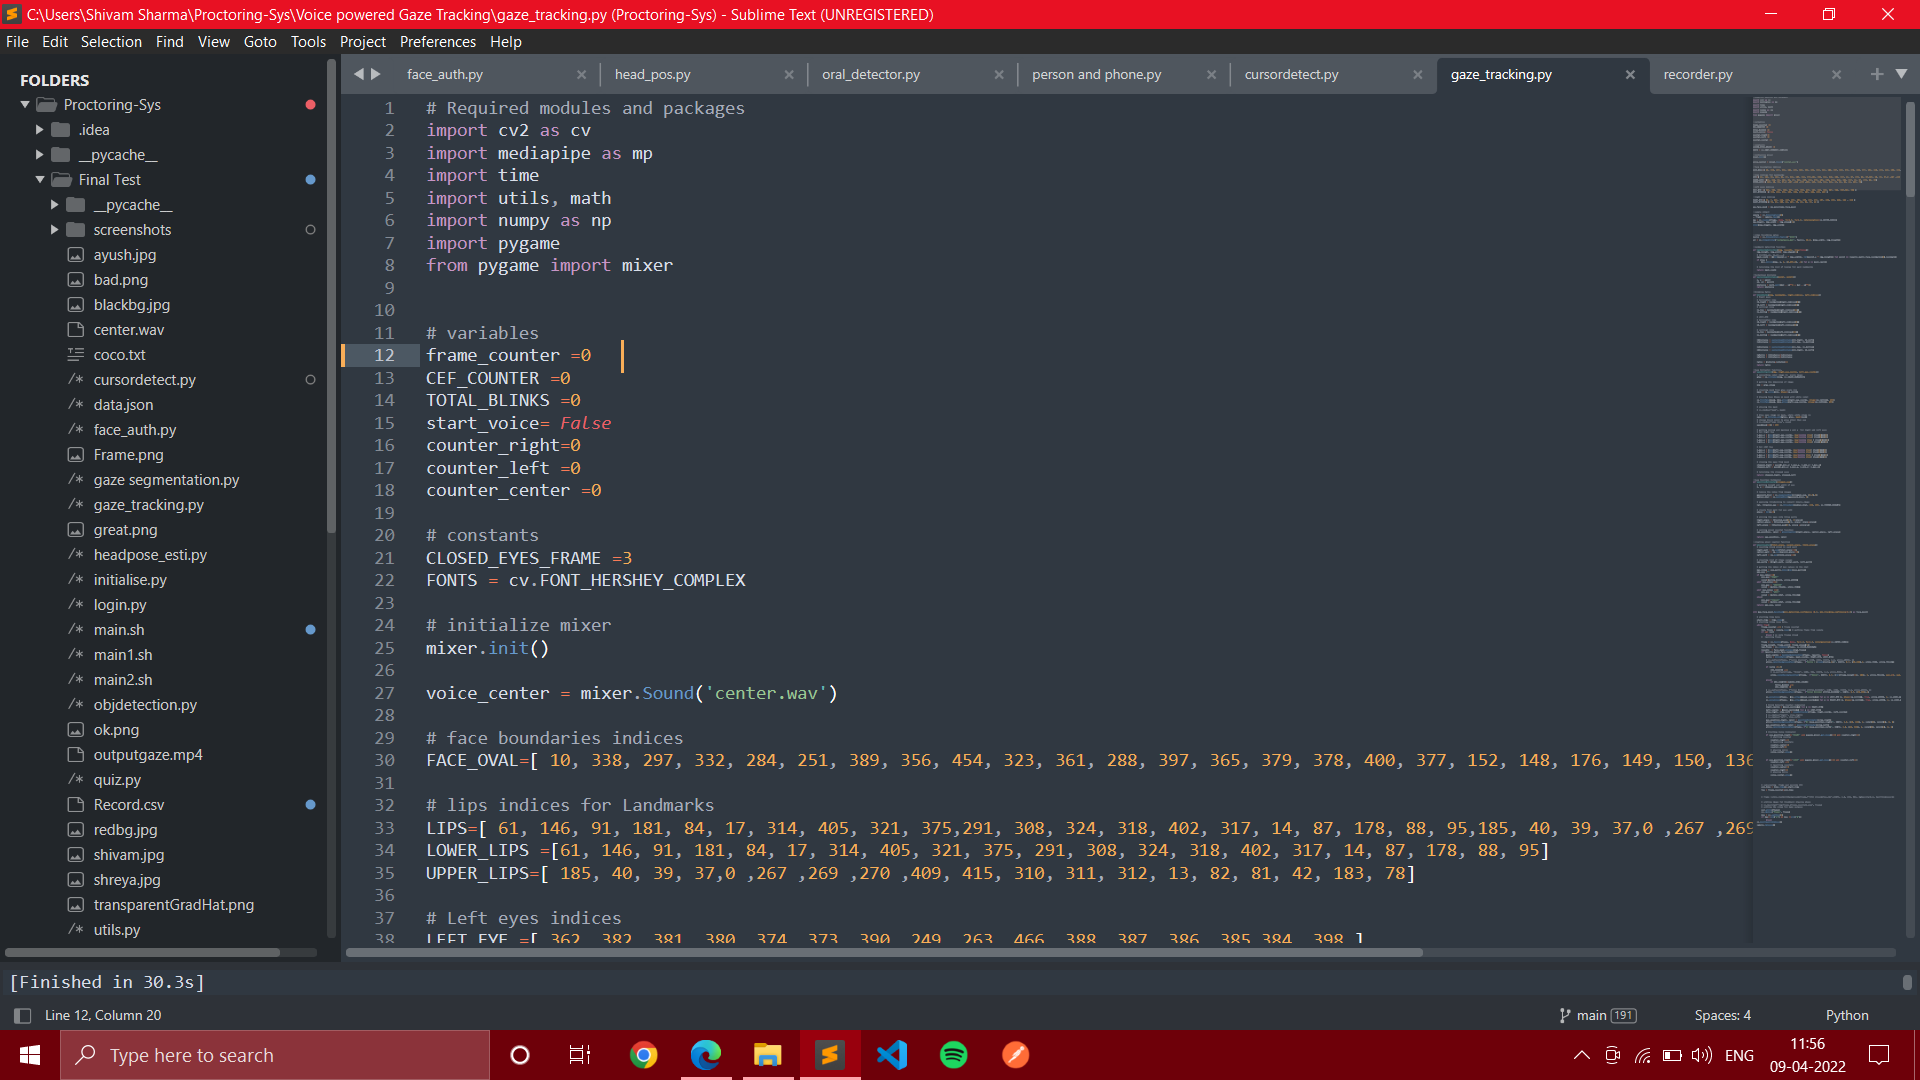 C:\Users\Shivam Sharma\Proctoring-Sys\Voice powered Gaze Tracking\gaze_tracking.py (Proctoring-Sys) - Sublime Text (UNREGISTERED)
File Edit Selection Find View Goto Tools Project Preferences Help
FOLDERS
Proctoring-Sys
.idea
__pycache__
Final Test
__pycache__
screenshots
ayush.jpg
bad.png
blackbg.jpg
center.wav
coco.txt
cursordetect.py
data.json
face_auth.py
Frame.png
gaze segmentation.py
gaze_tracking.py
great.png
headpose_esti.py
initialise.py
login.py
main.sh
main1.sh
main2.sh
objdetection.py
ok.png
outputgaze.mp4
quiz.py
Record.csv
redbg.jpg
shivam.jpg
shreya.jpg
transparentGradHat.png
utils.py
face_auth.py head_pos.py oral_detector.py person and phone.py cursordetect.py gaze_tracking.py recorder.py
1 # Required modules and packages
2 import cv2 as cv
3 import mediapipe as mp
4 import time
5 import utils, math
6 import numpy as np
7 import pygame
8 from pygame import mixer
9
10
11 # variables
12 frame_counter =0
13 CEF_COUNTER =0
14 TOTAL_BLINKS =0
15 start_voice= False
16 counter_right=0
17 counter_left =0
18 counter_center =0
19
20 # constants
21 CLOSED_EYES_FRAME =3
22 FONTS = cv.FONT_HERSHEY_COMPLEX
23
24 # initialize mixer
25 mixer.init()
26
27 voice_center = mixer.Sound('center.wav')
28
29 # face boundaries indices
30 FACE_OVAL=[ 10, 338, 297, 332, 284, 251, 389, 356, 454, 323, 361, 288, 397, 365, 379, 378, 400, 377, 152, 148, 176, 149, 150, 136
31
32 # lips indices for Landmarks
33 LIPS=[ 61, 146, 91, 181, 84, 17, 314, 405, 321, 375,291, 308, 324, 318, 402, 317, 14, 87, 178, 88, 95,185, 40, 39, 37,0 ,267 ,269
34 LOWER_LIPS =[61, 146, 91, 181, 84, 17, 314, 405, 321, 375, 291, 308, 324, 318, 402, 317, 14, 87, 178, 88, 95]
35 UPPER_LIPS=[ 185, 40, 39, 37,0 ,267 ,269 ,270 ,409, 415, 310, 311, 312, 13, 82, 81, 42, 183, 78]
36
37 # Left eyes indices
38 LEFT_EYE =[ 362, 382, 381, 380, 374, 373, 390, 249, 263, 466, 388, 387, 386, 385,384, 398 ]
[Finished in 30.3s]
Line 12, Column 20 main 191 Spaces: 4 Python
Type here to search
ENG
11:56
09-04-2022